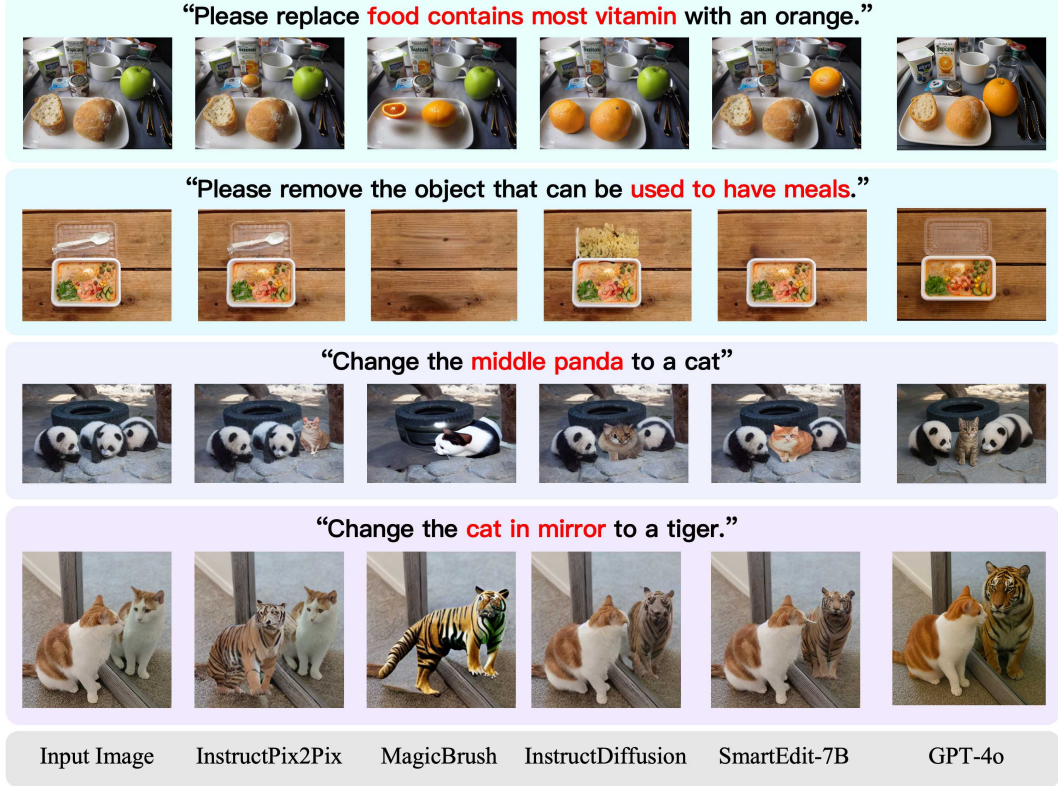 “Please replace food contains most vitamin with an orange.”
“Please remove the object that can be used to have meals.”
“Change the middle panda to a cat”
“Change the cat in mirror to a tiger.”
Input Image InstructPix2Pix MagicBrush InstructDiffusion SmartEdit-7B GPT-4o